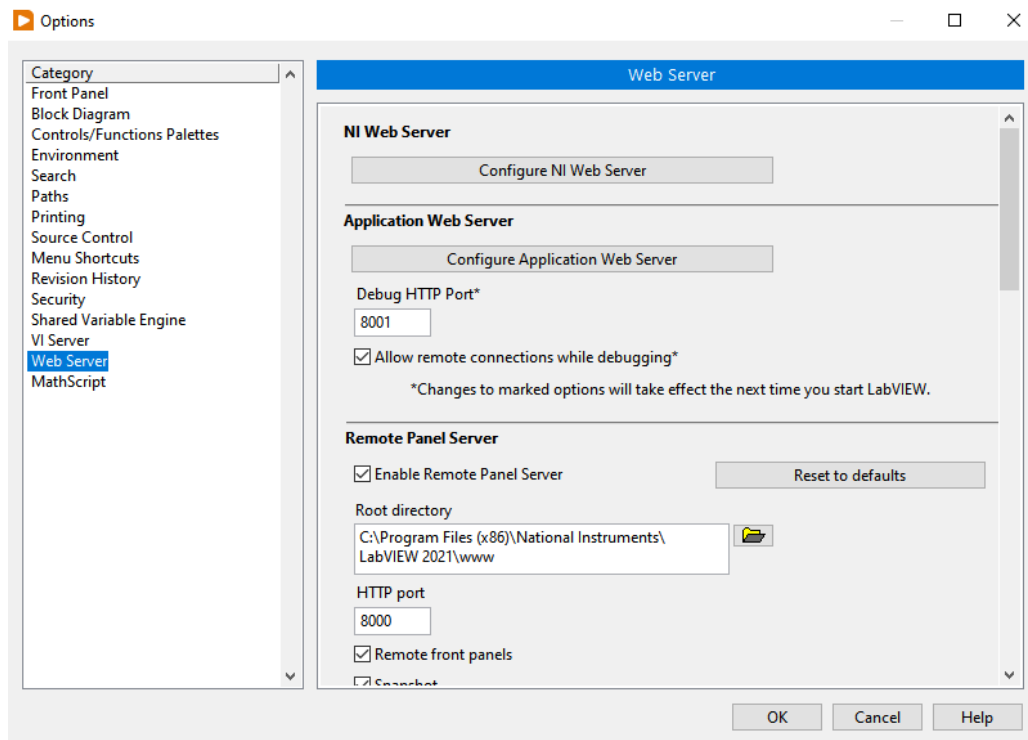 Options
Category
Front Panel
Block Diagram
Controls/Functions Palettes
Environment
Search
Paths
Printing
Source Control
Menu Shortcuts
Revision History
Security
Shared Variable Engine
VI Server
Web Server
MathScript
Web Server
NI Web Server
Configure NI Web Server
Application Web Server
Configure Application Web Server
Debug HTTP Port*
8001
Allow remote connections while debugging*
*Changes to marked options will take effect the next time you start LabVIEW.
Remote Panel Server
Enable Remote Panel Server
Reset to defaults
Root directory
C:\Program Files (x86)\National Instruments\
LabVIEW 2021\www
HTTP port
8000
Remote front panels
Snapshot
OK
Cancel
Help